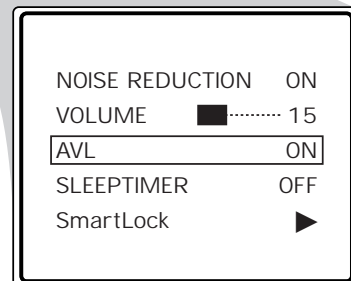 NOISE REDUCTION ON
VOLUME 15
AVL ON
SLEEPTIMER OFF
SmartLock ▶